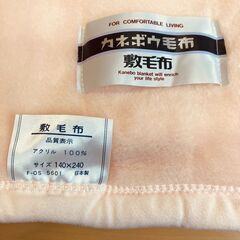 FOR COMFORTABLE LIVING
カネボウ毛布
敷毛布
Kanebo blanket will enrich
your life style
敷毛布
品質表示
アクリル 100%
サイズ 140×240
F-OS 5601 日本製